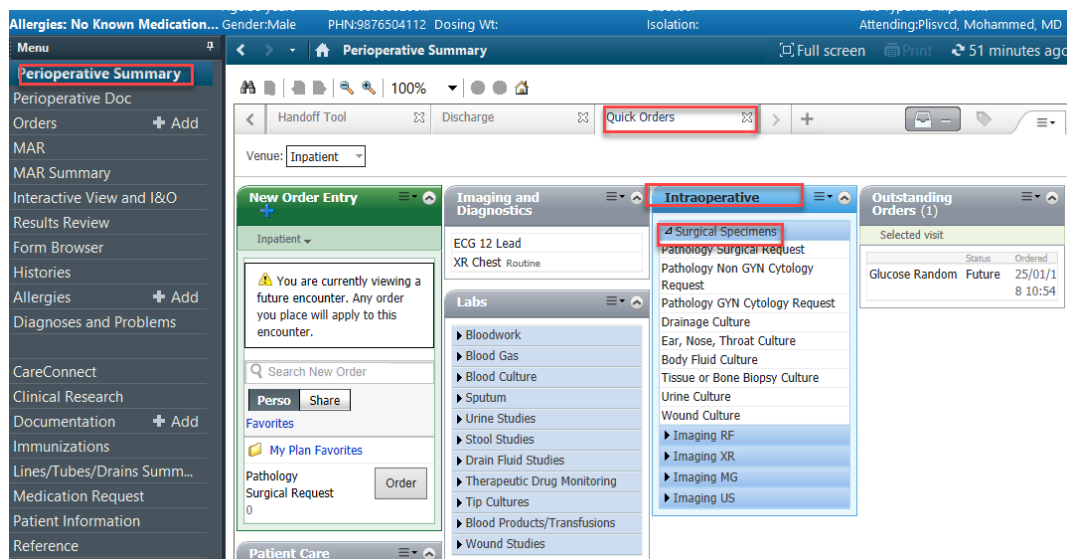 Allergies: No Known Medication... Gender:Male PHN:9876504112 Dosing Wt: Isolation: Attending:Plisvcd, Mohammed, MD
Menu
Perioperative Summary
Perioperative Doc
Orders + Add
MAR
MAR Summary
Interactive View and I&O
Results Review
Form Browser
Histories
Allergies + Add
Diagnoses and Problems
CareConnect
Clinical Research
Documentation + Add
Immunizations
Lines/Tubes/Drains Summ...
Medication Request
Patient Information
Reference
Perioperative Summary
Full screen Print 51 minutes ago
100%
Handoff Tool Discharge Quick Orders
Venue: Inpatient
New Order Entry
Inpatient
You are currently viewing a
future encounter. Any order
you place will apply to this
encounter.
Search New Order
Perso Share
Favorites
My Plan Favorites
Pathology
Surgical Request
0
Order
Patient Care
Imaging and
Diagnostics
ECG 12 Lead
XR Chest Routine
Labs
Bloodwork
Blood Gas
Blood Culture
Sputum
Urine Studies
Stool Studies
Drain Fluid Studies
Therapeutic Drug Monitoring
Tip Cultures
Blood Products/Transfusions
Wound Studies
Intraoperative
Surgical Specimens
Pathology Surgical Request
Pathology Non GYN Cytology
Request
Pathology GYN Cytology Request
Drainage Culture
Ear, Nose, Throat Culture
Body Fluid Culture
Tissue or Bone Biopsy Culture
Urine Culture
Wound Culture
Imaging RF
Imaging XR
Imaging MG
Imaging US
Outstanding
Orders (1)
Selected visit
Status Ordered
Glucose Random Future 25/01/1
8 10:54